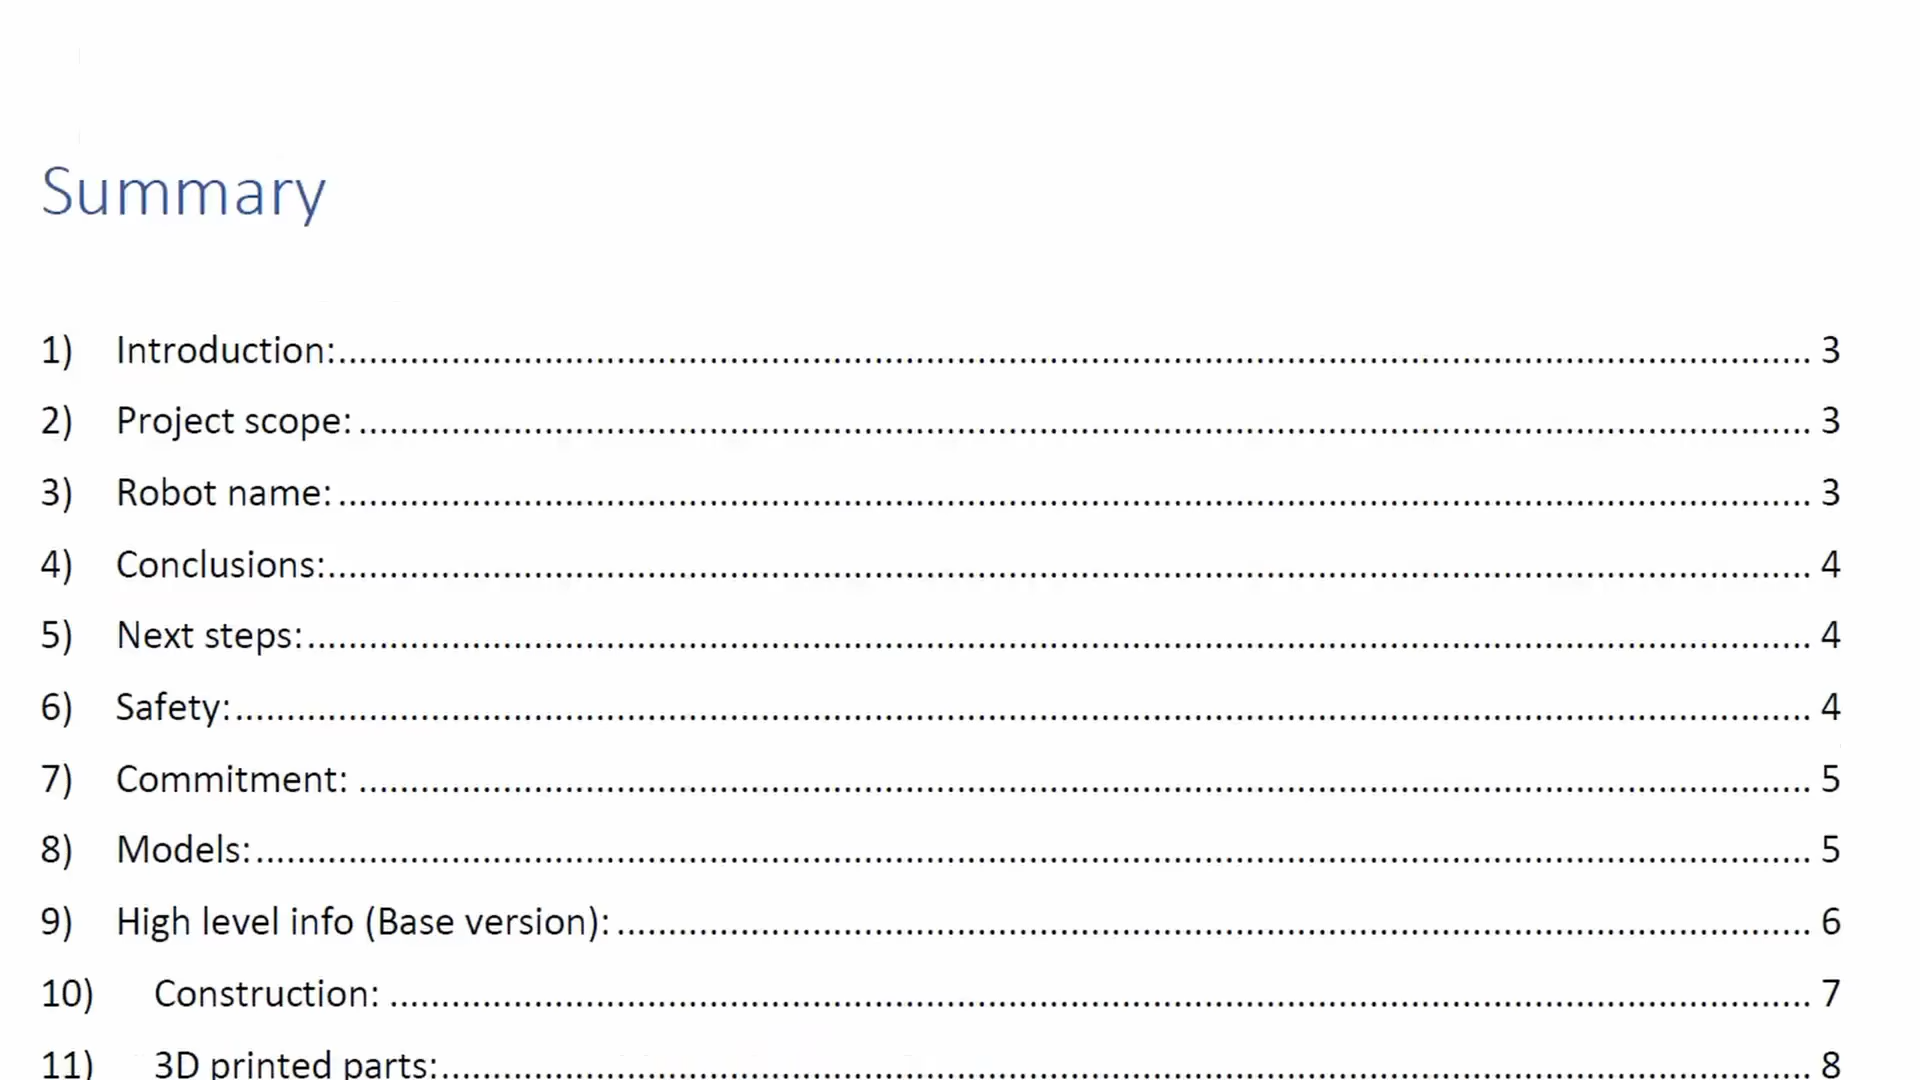 Summary
1) Introduction:........................................................................................................ 3
2) Project scope: ........................................................................................................ 3
3) Robot name: ........................................................................................................ 3
4) Conclusions:........................................................................................................ 4
5) Next steps:........................................................................................................ 4
6) Safety:........................................................................................................ 4
7) Commitment: ........................................................................................................ 5
8) Models:........................................................................................................ 5
9) High level info (Base version): ........................................................................................................ 6
10) Construction: ........................................................................................................ 7
11) 3D printed parts:........................................................................................................ 8